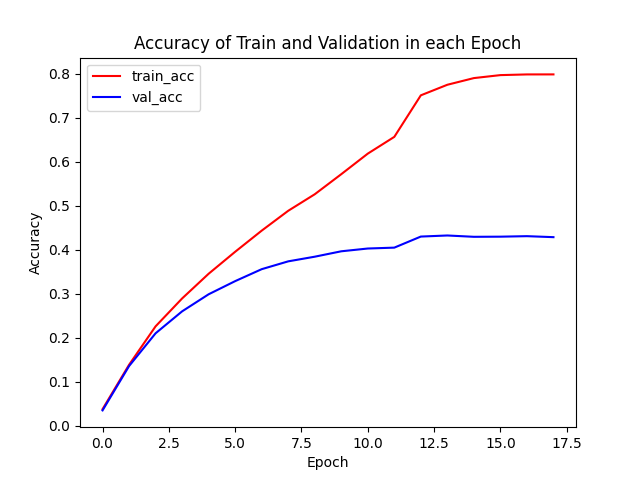 Accuracy of Train and Validation in each Epoch
train_acc
val_acc
Accuracy
0.8
0.7
0.6
0.5
0.4
0.3
0.2
0.1
0.0
0.0 2.5 5.0 7.5 10.0 12.5 15.0 17.5
Epoch